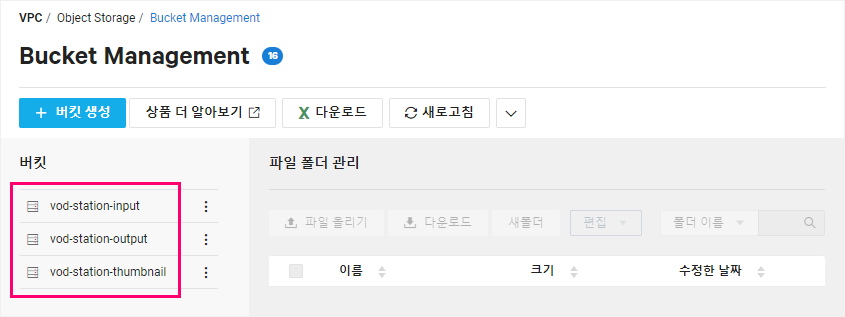 VPC / Object Storage / Bucket Management
Bucket Management 16
+ 버킷 생성 상품 더 알아보기 다운로드 새로고침
버킷 파일 폴더 관리
vod-station-input
파일 올리기 다운로드 새폴더 편집 폴더 이름
vod-station-output
vod-station-thumbnail
이름 크기 수정한 날짜